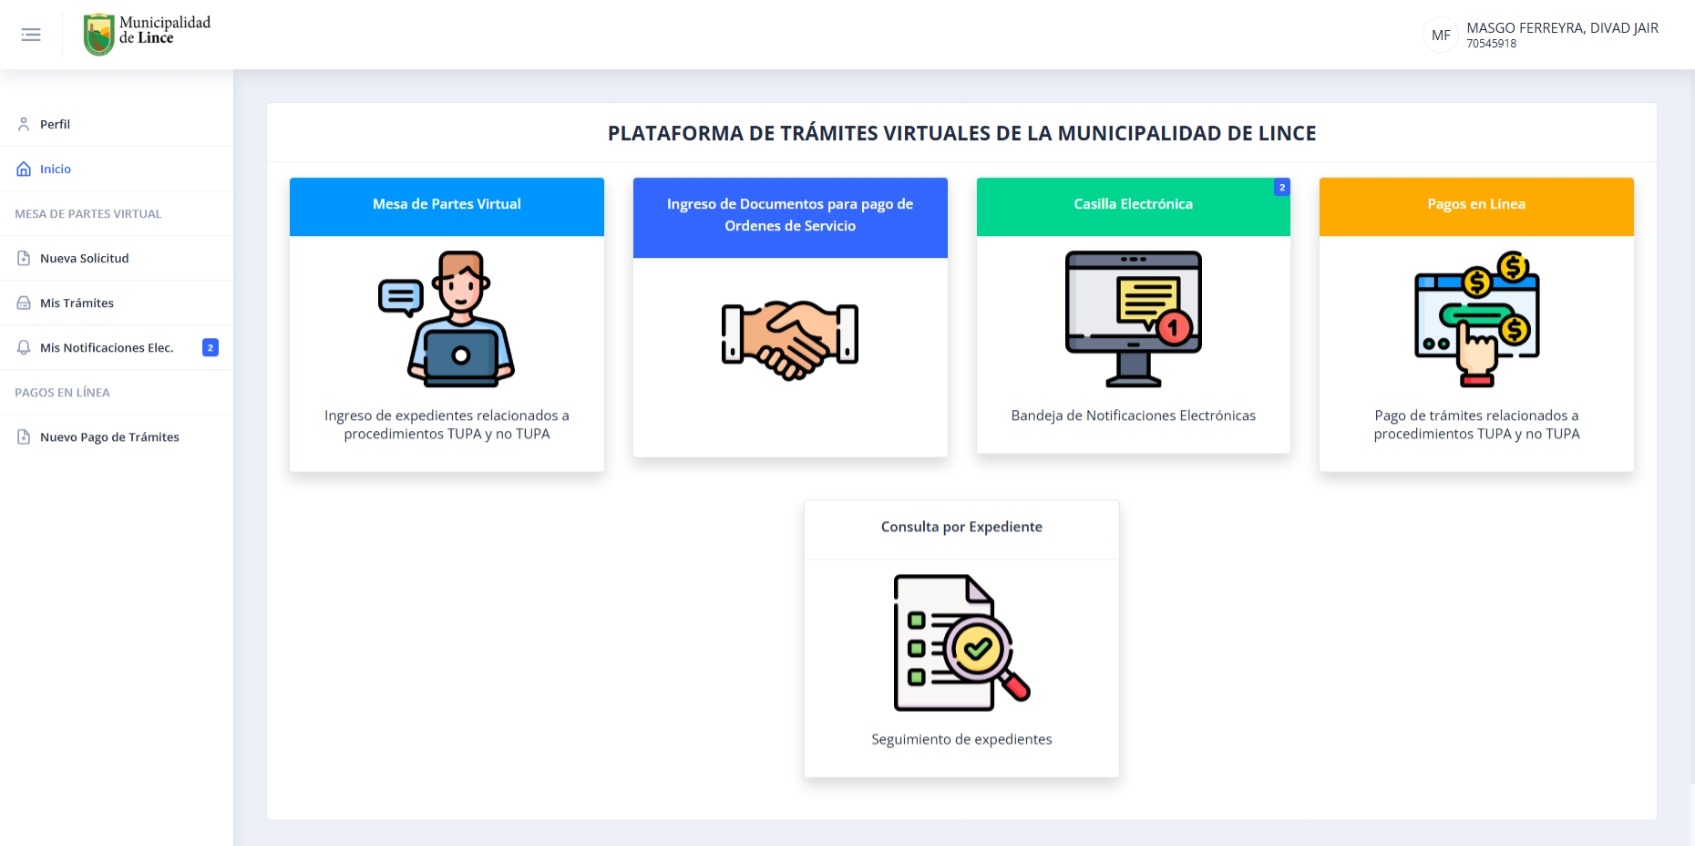 Municipalidad
de Lince
MF
MASGO FERREYRA, DIVAD JAIR
70545918
Perfil
Inicio
MESA DE PARTES VIRTUAL
Nueva Solicitud
Mis Trámites
Mis Notificaciones Elec.
2
PAGOS EN LÍNEA
Nuevo Pago de Trámites
PLATAFORMA DE TRÁMITES VIRTUALES DE LA MUNICIPALIDAD DE LINCE
Mesa de Partes Virtual
Ingreso de expedientes relacionados a
procedimientos TUPA y no TUPA
Ingreso de Documentos para pago de
Ordenes de Servicio
2
Casilla Electrónica
1
Bandeja de Notificaciones Electrónicas
Pagos en Línea
$
$
$
Pago de trámites relacionados a
procedimientos TUPA y no TUPA
Consulta por Expediente
Seguimiento de expedientes